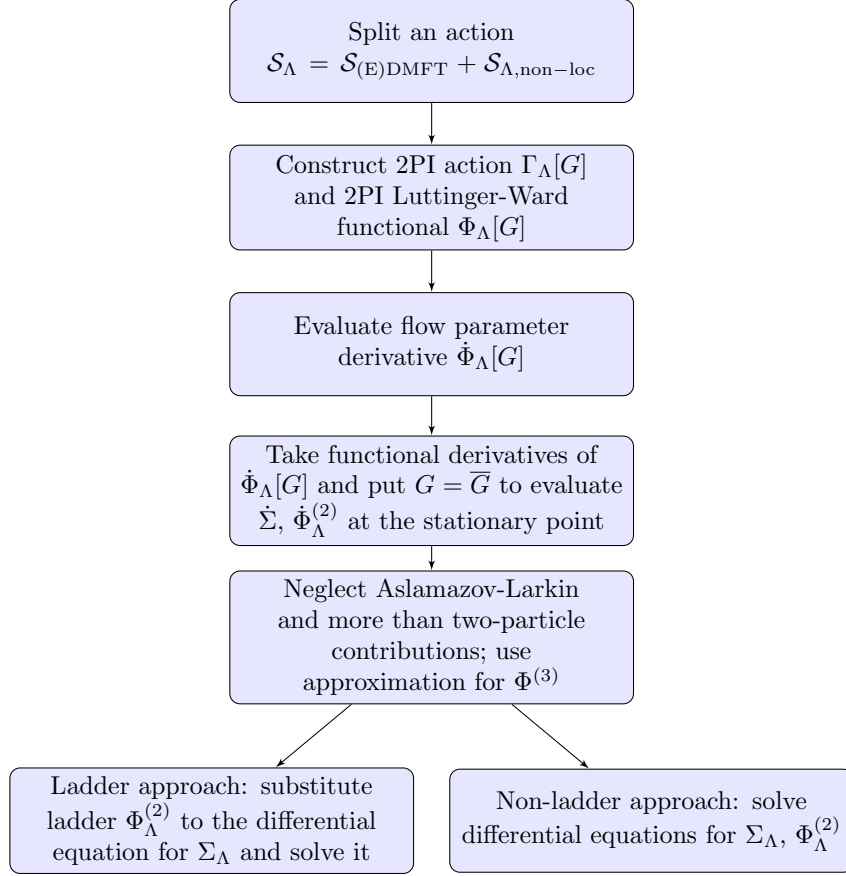 Split an action
𝒮_Λ = 𝒮_(E)DMFT + 𝒮_Λ,non−loc
Construct 2PI action Γ_Λ[G]
and 2PI Luttinger-Ward
functional Φ_Λ[G]
Evaluate flow parameter
derivative Φ̇_Λ[G]
Take functional derivatives of
Φ̇_Λ[G] and put G = G̅ to evaluate
Σ̇, Φ̇_Λ^(2) at the stationary point
Neglect Aslamazov-Larkin
and more than two-particle
contributions; use
approximation for Φ^(3)
Ladder approach: substitute
ladder Φ_Λ^(2) to the differential
equation for Σ_Λ and solve it
Non-ladder approach: solve
differential equations for Σ_Λ, Φ_Λ^(2)